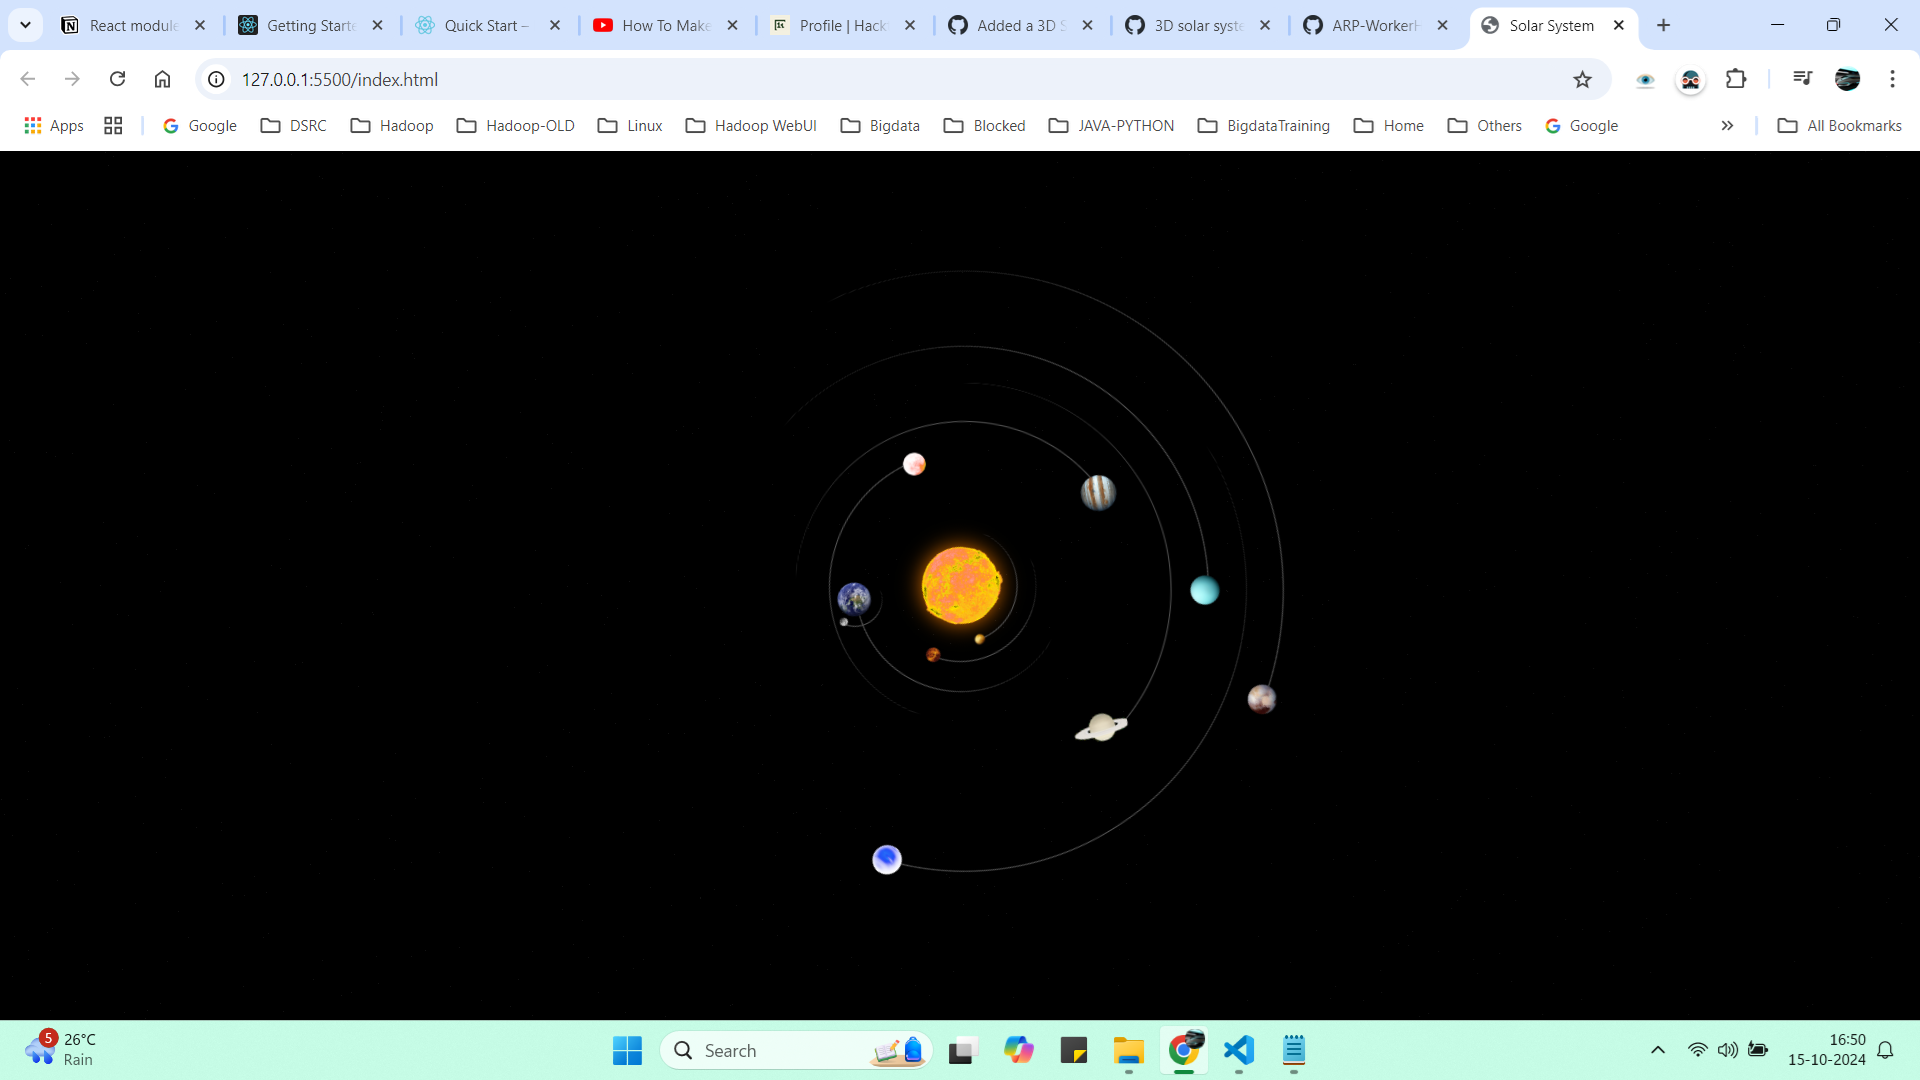 React module
Getting Starte
Quick Start –
How To Make
Profile | Hack
Added a 3D S
3D solar syste
ARP-WorkerH
Solar System
127.0.0.1:5500/index.html
Apps
Google
DSRC
Hadoop
Hadoop-OLD
Linux
Hadoop WebUI
Bigdata
Blocked
JAVA-PYTHON
BigdataTraining
Home
Others
Google
All Bookmarks
5
26°C
Rain
Search
16:50
15-10-2024